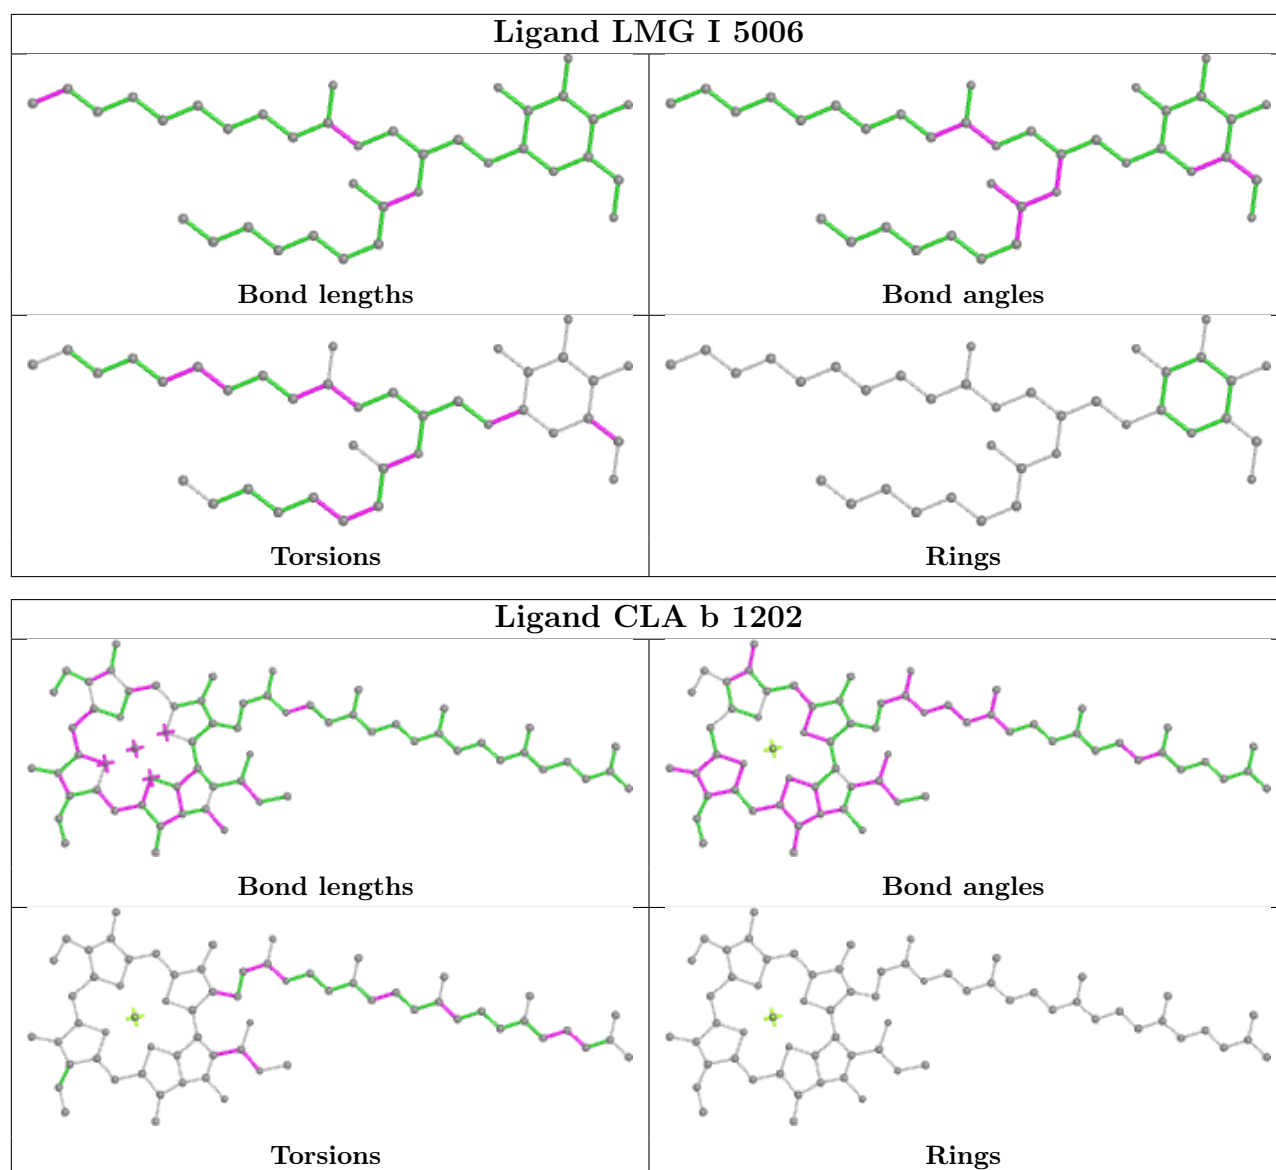 Ligand LMG I 5006
Bond lengths
Bond angles
Torsions
Rings
Ligand CLA b 1202
Bond lengths
Bond angles
Torsions
Rings